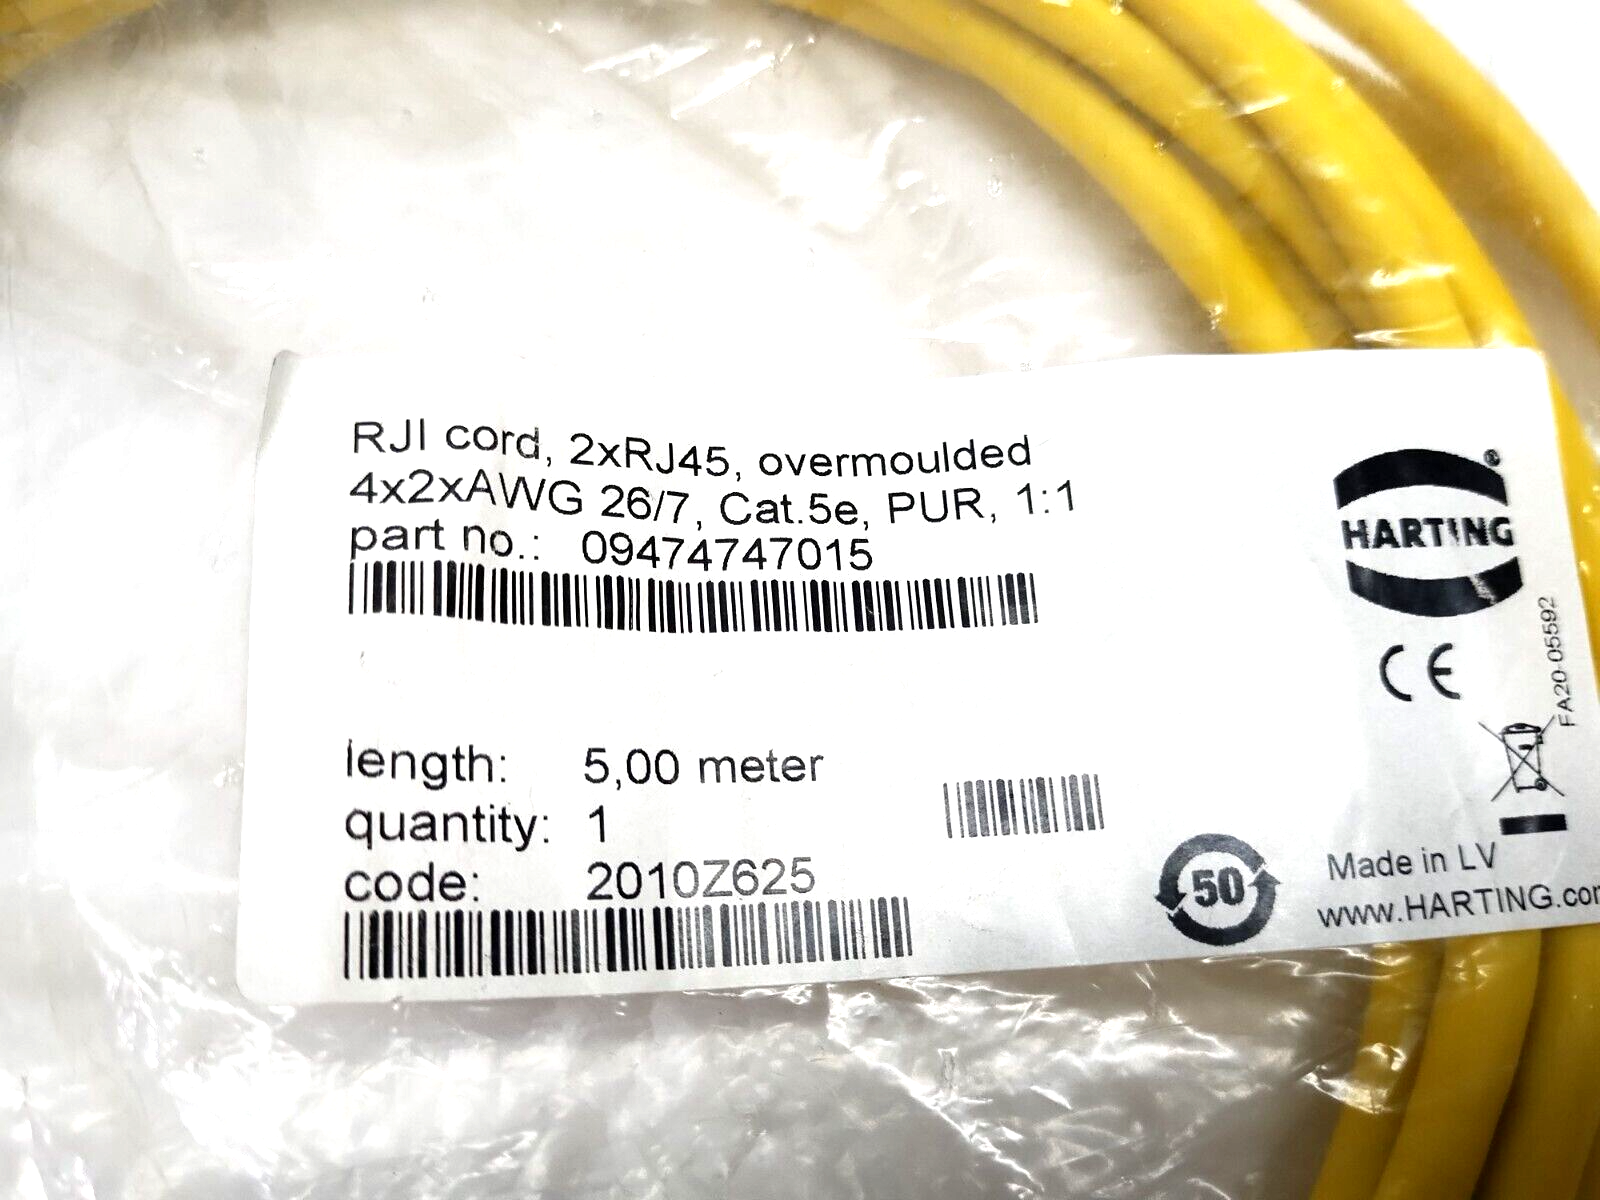 RJI cord, 2xRJ45, overmoulded
4x2xAWG 26/7, Cat.5e, PUR, 1:1
part no.: 09474747015
HARTING®
CE
FA20-05592
length: 5,00 meter
quantity: 1
code: 2010Z625
50
Made in LV
www.HARTING.cor